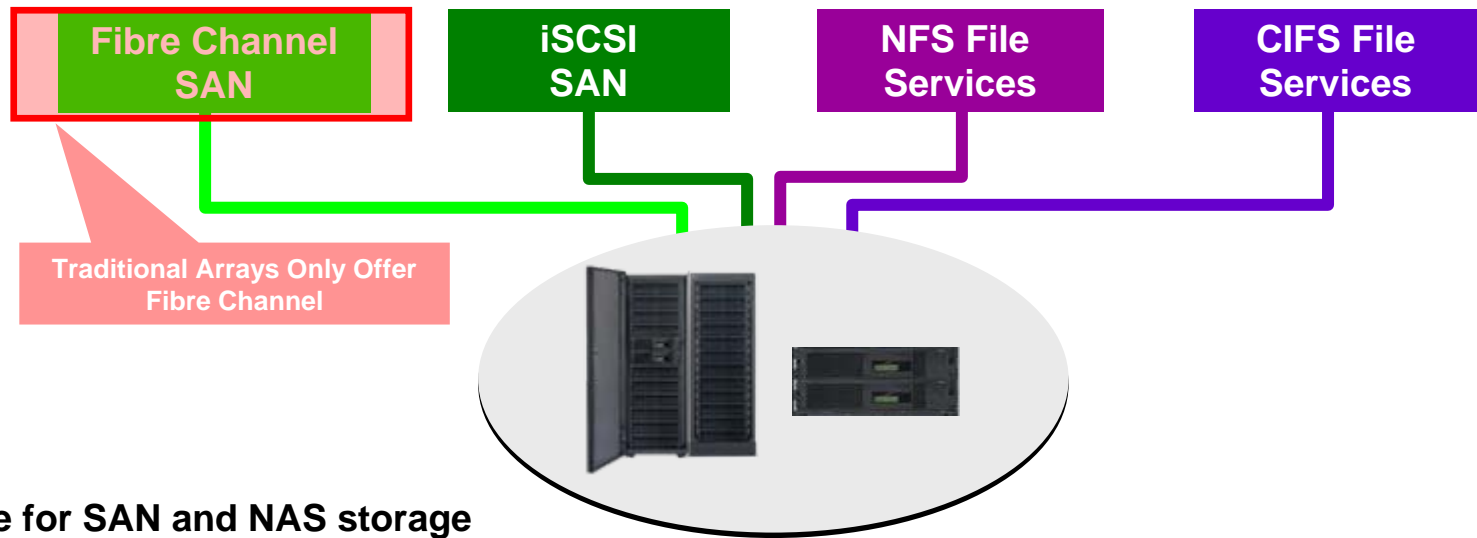 Fibre Channel
SAN
iSCSI
SAN
NFS File
Services
CIFS File
Services
Traditional Arrays Only Offer
Fibre Channel
e for SAN and NAS storage